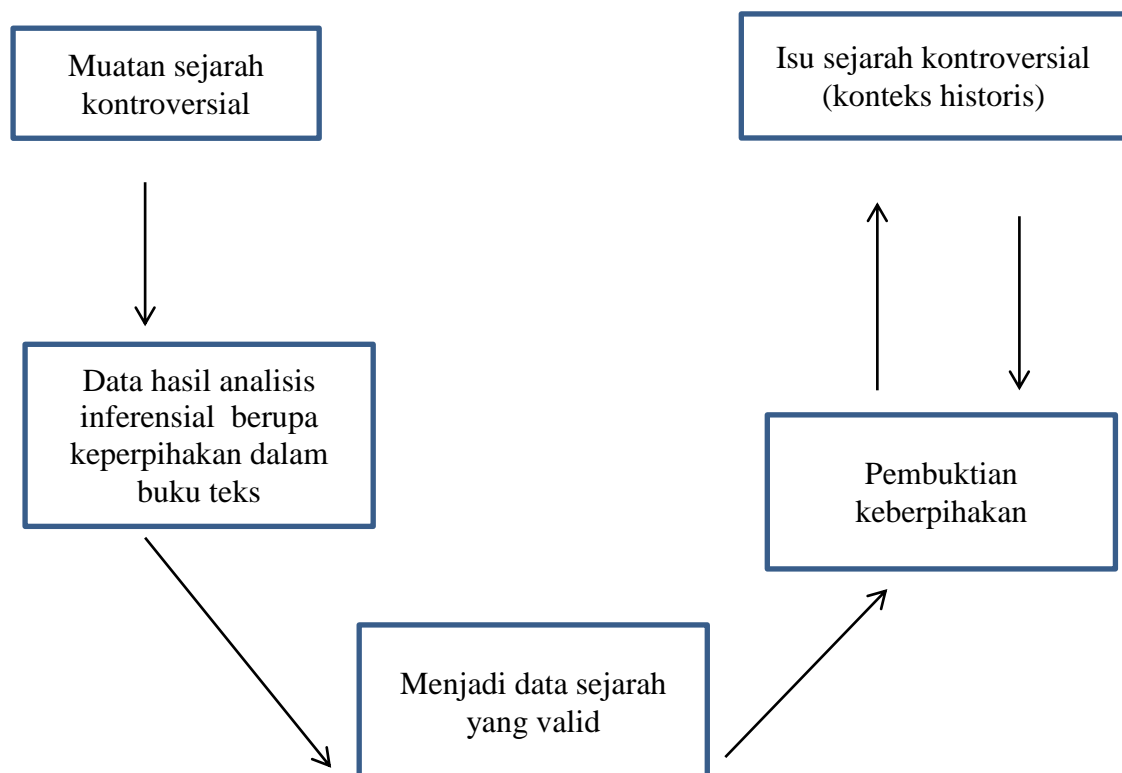 Muatan sejarah
kontroversial
Isu sejarah kontroversial
(konteks historis)
Data hasil analisis
inferensial  berupa
keperpihakan dalam
buku teks
Pembuktian
keberpihakan
Menjadi data sejarah
yang valid